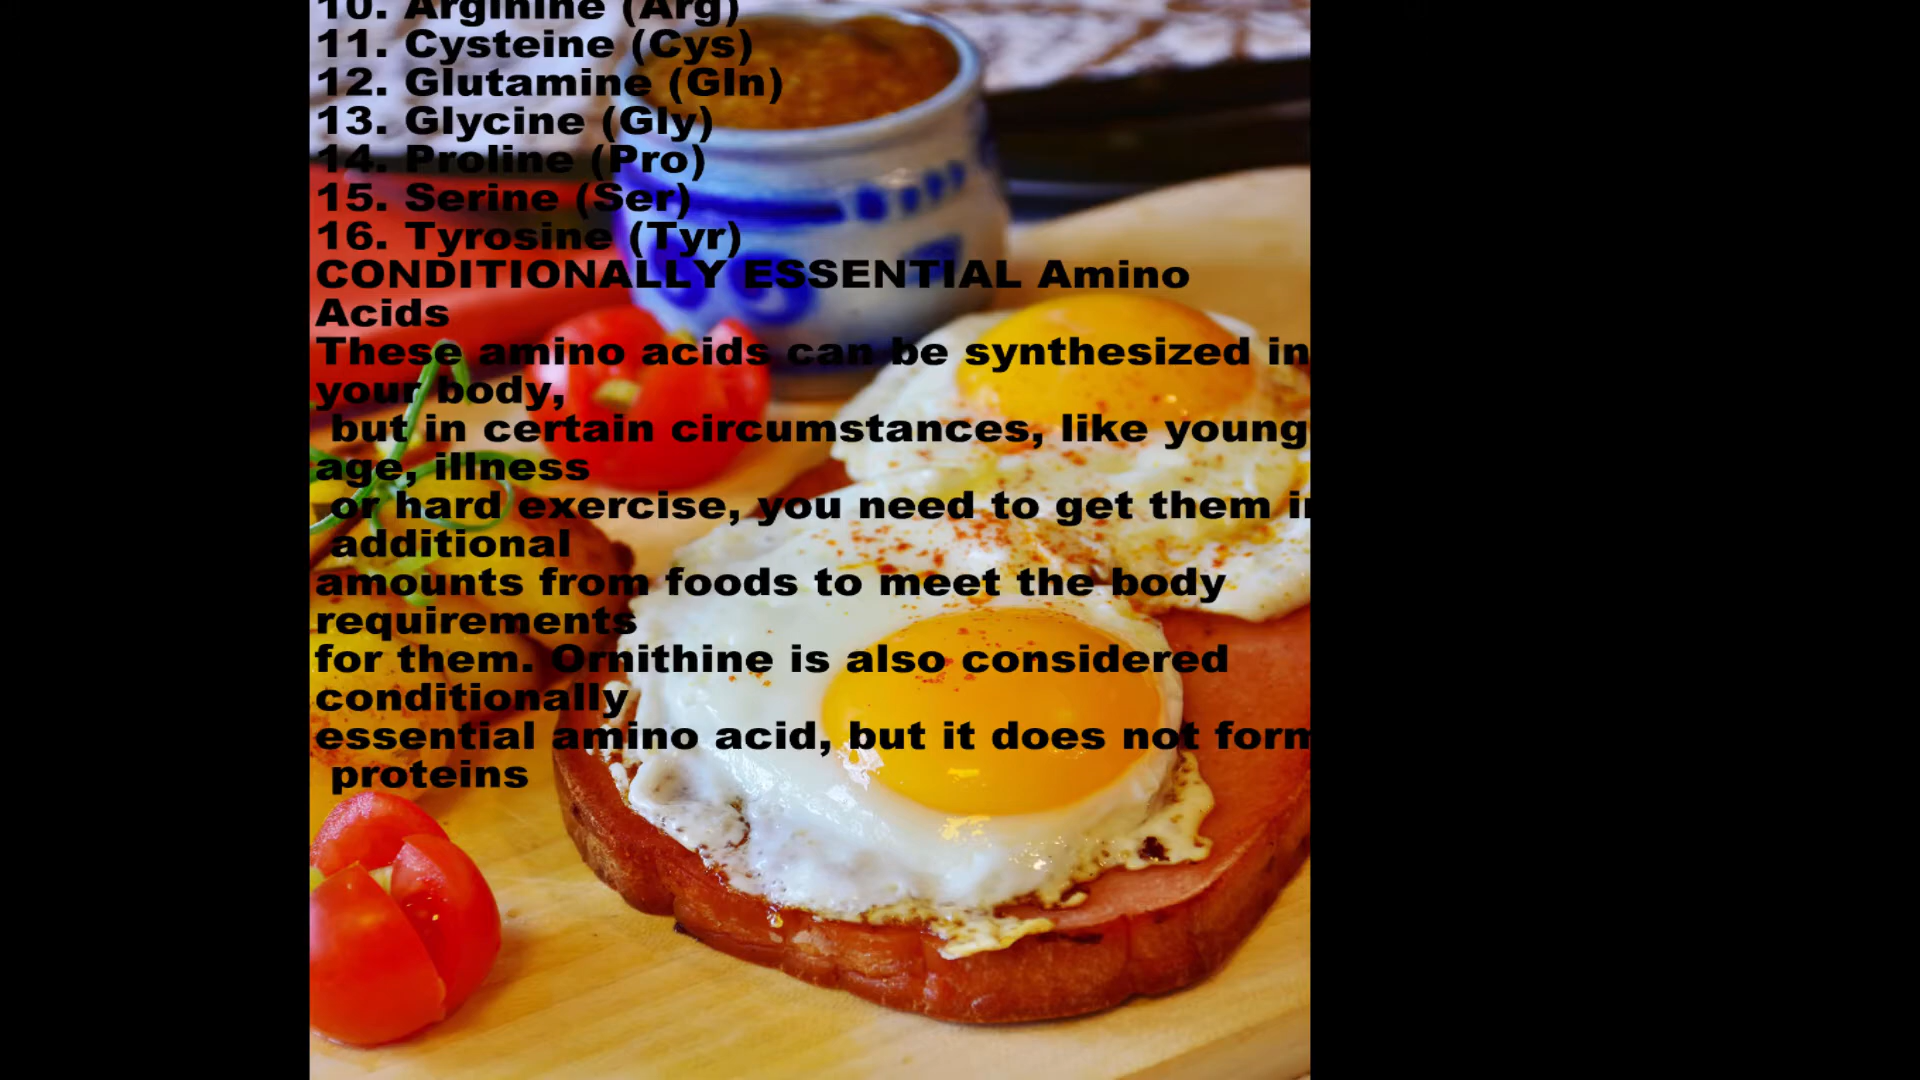 10. Arginine (Arg)
11. Cysteine (Cys)
12. Glutamine (Gln)
13. Glycine (Gly)
14. Proline (Pro)
15. Serine (Ser)
16. Tyrosine (Tyr)
CONDITIONALLY ESSENTIAL Amino
Acids
These amino acids can be synthesized in
your body,
but in certain circumstances, like young
age, illness
or hard exercise, you need to get them in
additional
amounts from foods to meet the body
requirements
for them. Ornithine is also considered
conditionally
essential amino acid, but it does not form
proteins